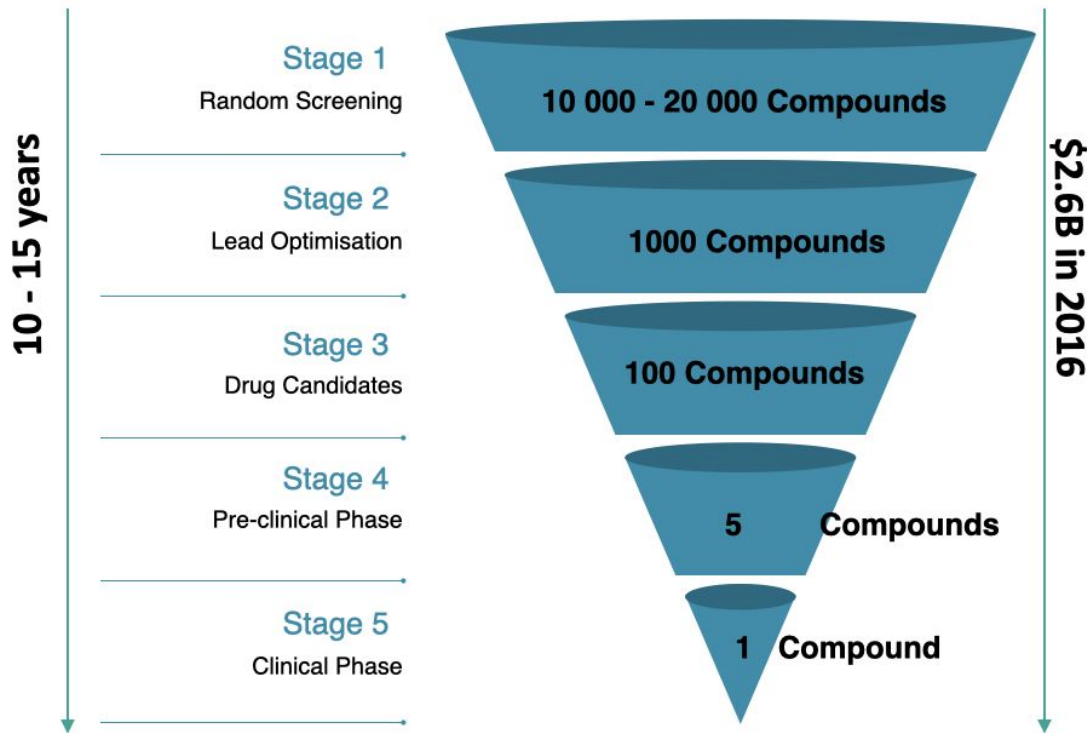 10 - 15 years
Stage 1
Random Screening
10 000 - 20 000 Compounds
Stage 2
Lead Optimisation
1000 Compounds
Stage 3
Drug Candidates
100 Compounds
Stage 4
Pre-clinical Phase
5 Compounds
Stage 5
Clinical Phase
1 Compound
$2.6B in 2016